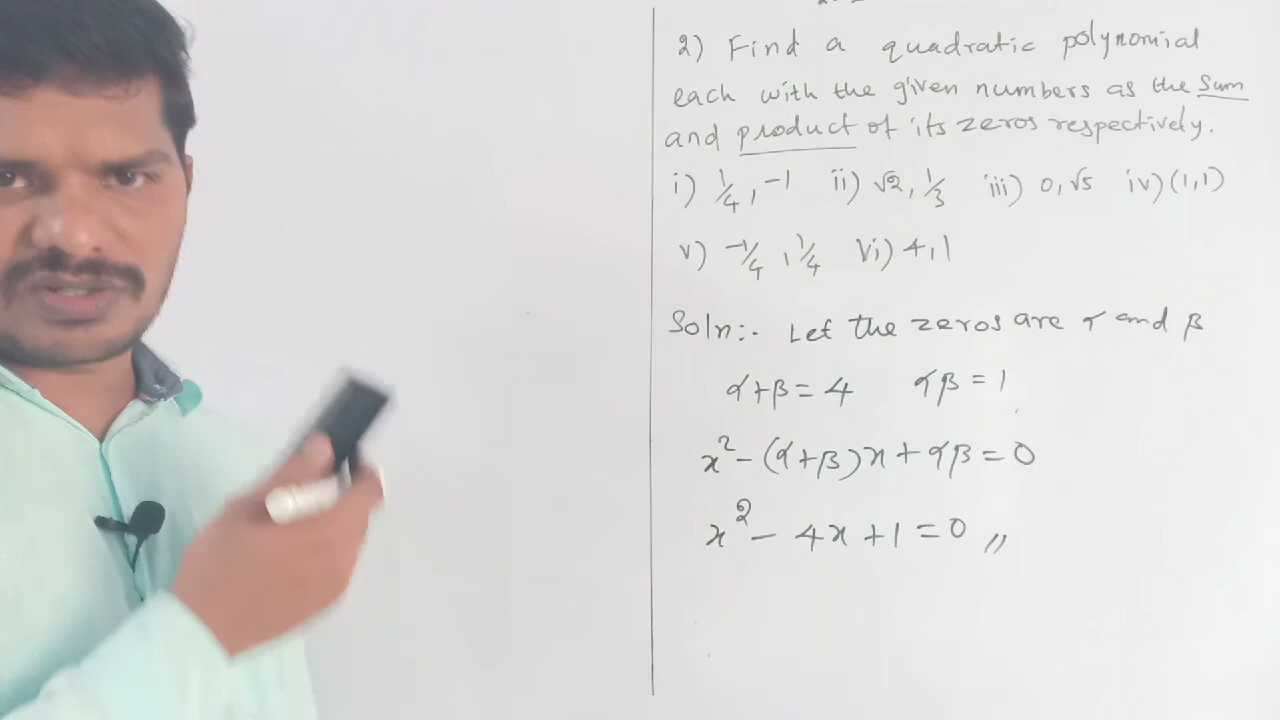 2) Find a quadratic polynomial
each with the given numbers as the Sum
and product of its zeros respectively.
i) 1/4, -1 ii) √2, 1/3 iii) 0, √5 iv) (1,1)
v) -1/4, 1/4 vi) 4, 1
Soln:- Let the zeros are α and β
α+β = 4 αβ = 1
x² - (α+β)x + αβ = 0
x² - 4x + 1 = 0 //